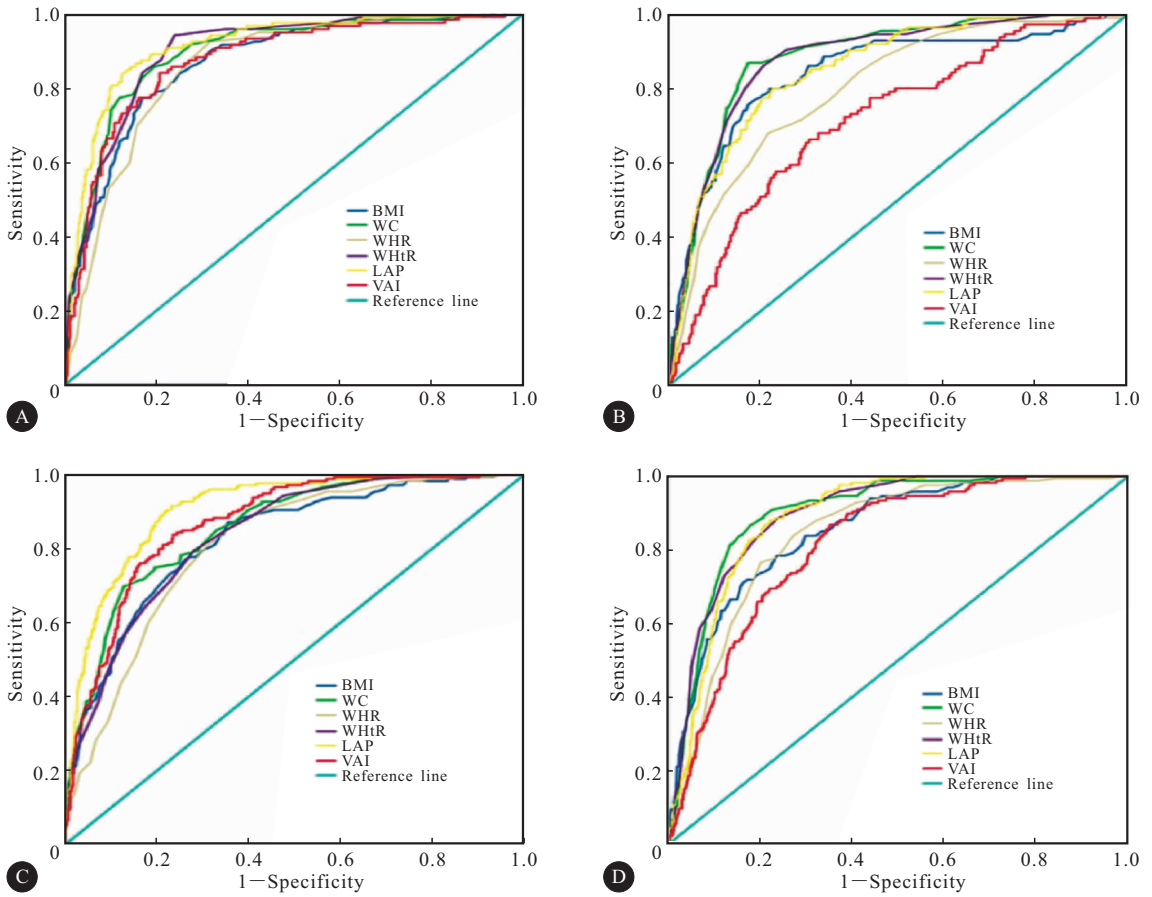 1.0
0.8
0.6
0.4
0.2
0
Sensitivity
BMI
WC
WHR
WHtR
LAP
VAI
Reference line
0.2
0.4
0.6
0.8
1.0
1—Specificity
A
1.0
0.8
0.6
0.4
0.2
0
Sensitivity
BMI
WC
WHR
WHtR
LAP
VAI
Reference line
0.2
0.4
0.6
0.8
1.0
1—Specificity
B
1.0
0.8
0.6
0.4
0.2
0
Sensitivity
BMI
WC
WHR
WHtR
LAP
VAI
Reference line
0.2
0.4
0.6
0.8
1.0
1—Specificity
C
1.0
0.8
0.6
0.4
0.2
0
Sensitivity
BMI
WC
WHR
WHtR
LAP
VAI
Reference line
0.2
0.4
0.6
0.8
1.0
1—Specificity
D